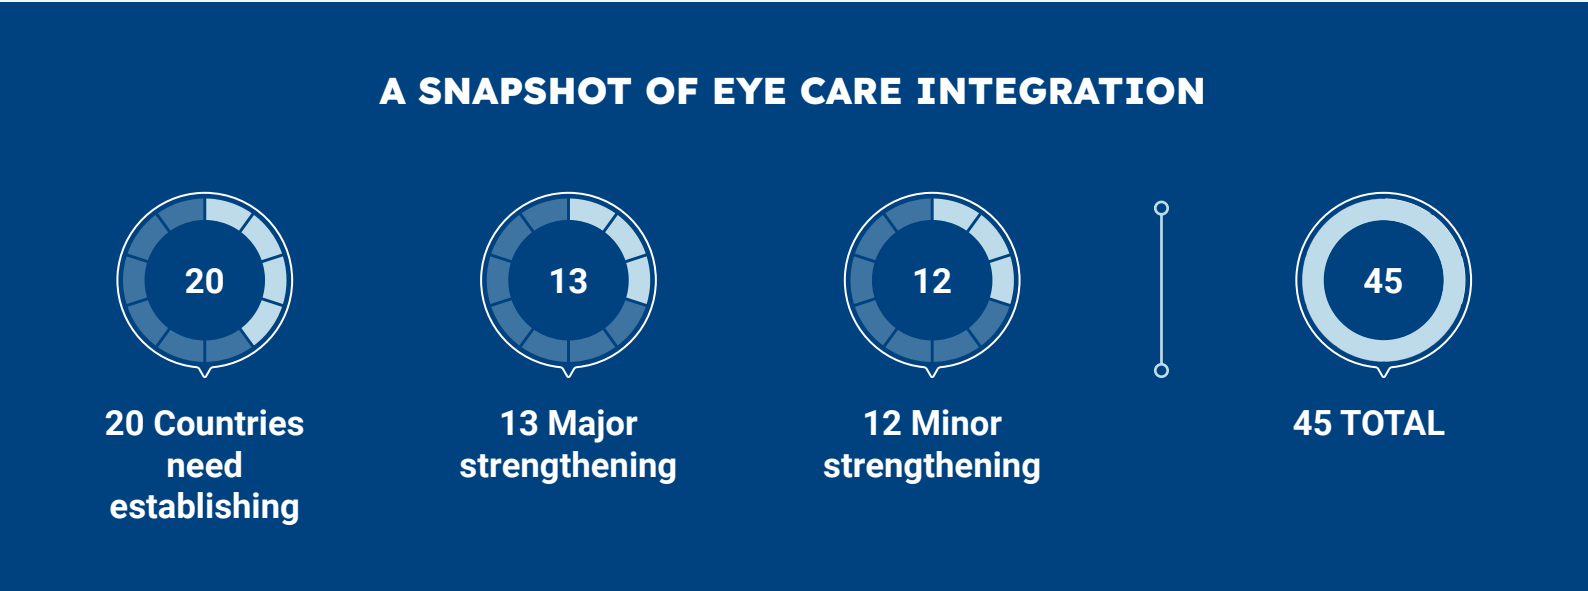 A SNAPSHOT OF EYE CARE INTEGRATION
20
13
12
45
20 Countries
need
establishing
13 Major
strengthening
12 Minor
strengthening
45 TOTAL